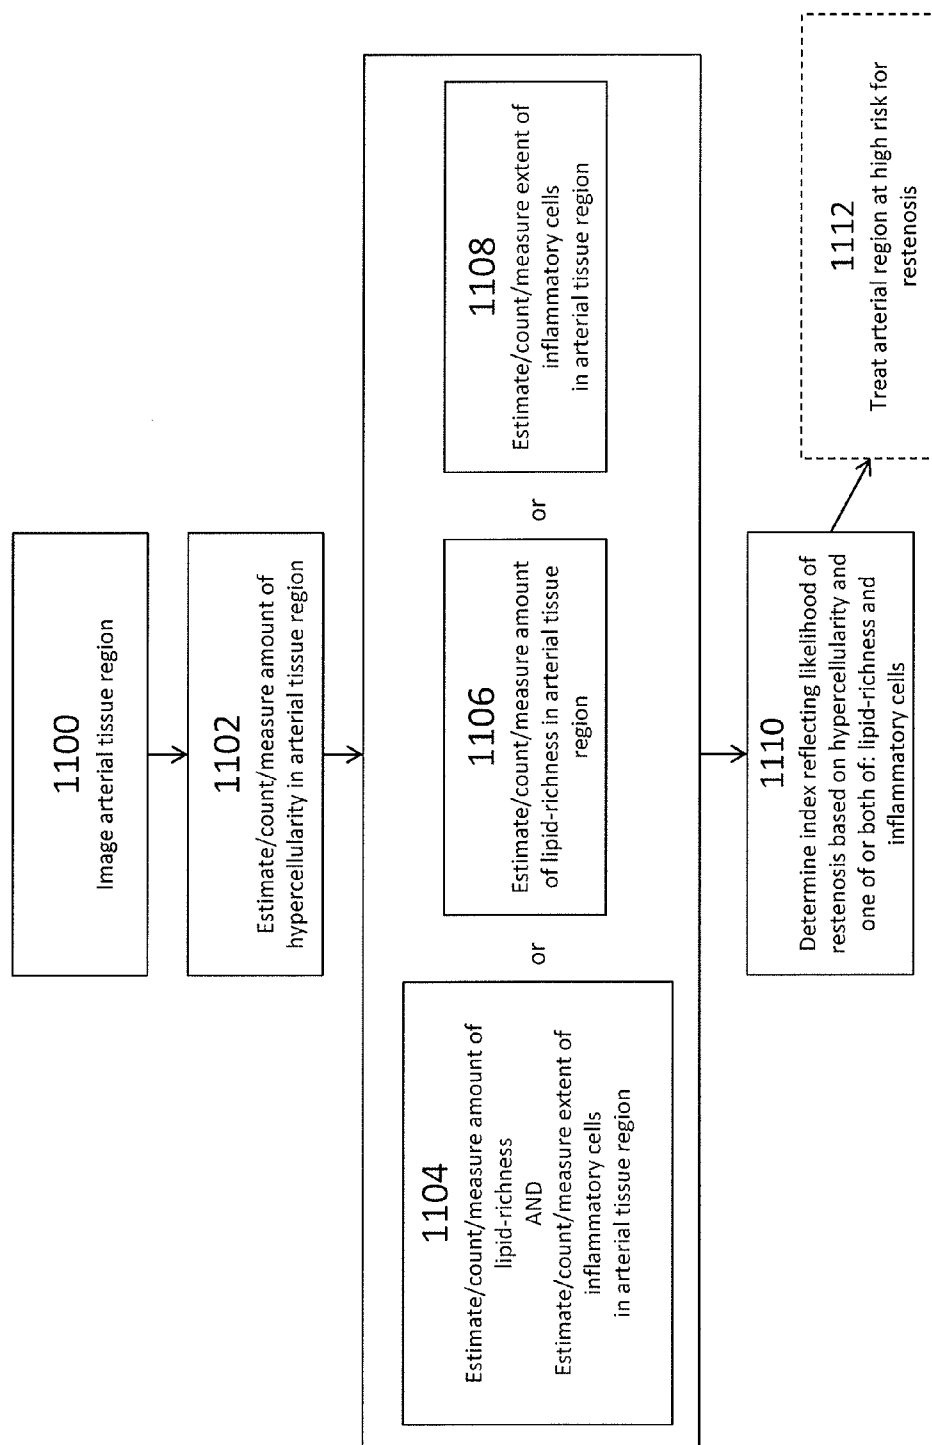 1100
Image arterial tissue region
1102
Estimate/count/measure amount of
hypercellularity in arterial tissue region
1104
Estimate/count/measure amount of
lipid-richness
AND
Estimate/count/measure extent of
inflammatory cells
in arterial tissue region
or
1106
Estimate/count/measure amount
of lipid-richness in arterial tissue
region
or
1108
Estimate/count/measure extent of
inflammatory cells
in arterial tissue region
1110
Determine index reflecting likelihood of
restenosis based on hypercellularity and
one of or both of: lipid-richness and
inflammatory cells
1112
Treat arterial region at high risk for
restenosis